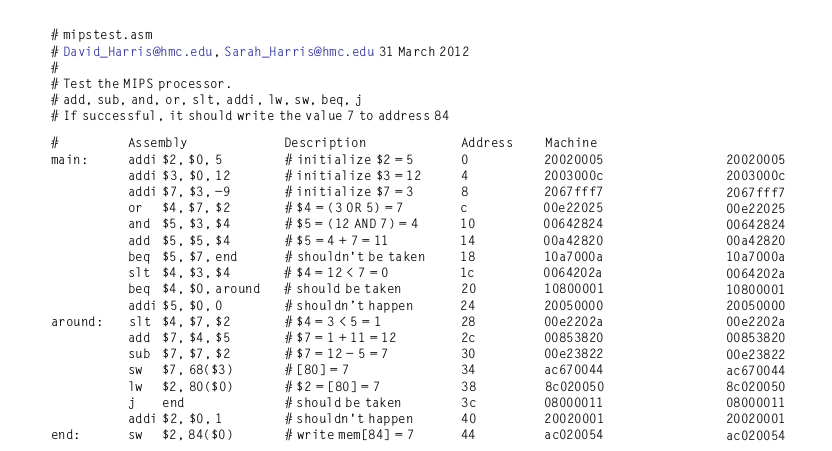 # mipstest.asm
# David_Harris@hmc.edu, Sarah_Harris@hmc.edu 31 March 2012
#
# Test the MIPS processor.
# add, sub, and, or, slt, addi, lw, sw, beq, j
# If successful, it should write the value 7 to address 84
# Assembly Description Address Machine
main: addi $2, $0, 5 # initialize $2 = 5 0 20020005 20020005
addi $3, $0, 12 # initialize $3 = 12 4 2003000c 2003000c
addi $7, $3, −9 # initialize $7 = 3 8 2067fff7 2067fff7
or $4, $7, $2 # $4 = (3 OR 5) = 7 c 00e22025 00e22025
and $5, $3, $4 # $5 = (12 AND 7) = 4 10 00642824 00642824
add $5, $5, $4 # $5 = 4 + 7 = 11 14 00a42820 00a42820
beq $5, $7, end # shouldn't be taken 18 10a7000a 10a7000a
slt $4, $3, $4 # $4 = 12 < 7 = 0 1c 0064202a 0064202a
beq $4, $0, around # should be taken 20 10800001 10800001
addi $5, $0, 0 # shouldn't happen 24 20050000 20050000
around: slt $4, $7, $2 # $4 = 3 < 5 = 1 28 00e2202a 00e2202a
add $7, $4, $5 # $7 = 1 + 11 = 12 2c 00853820 00853820
sub $7, $7, $2 # $7 = 12 − 5 = 7 30 00e23822 00e23822
sw $7, 68($3) # [80] = 7 34 ac670044 ac670044
lw $2, 80($0) # $2 = [80] = 7 38 8c020050 8c020050
j end # should be taken 3c 08000011 08000011
addi $2, $0, 1 # shouldn't happen 40 20020001 20020001
end: sw $2, 84($0) # write mem[84] = 7 44 ac020054 ac020054